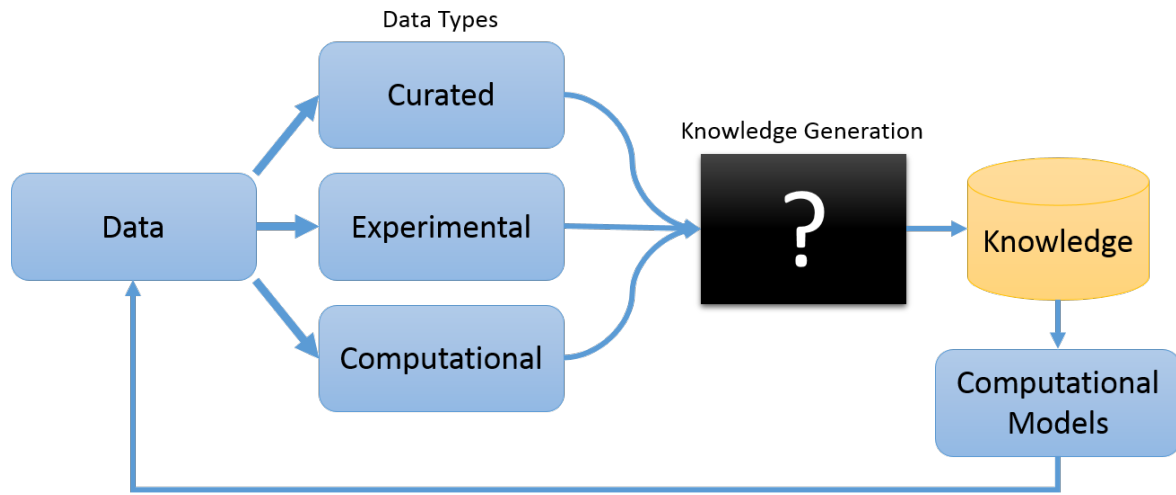 Data Types
Curated
Knowledge Generation
Data
Experimental
?
Knowledge
Computational
Computational
Models